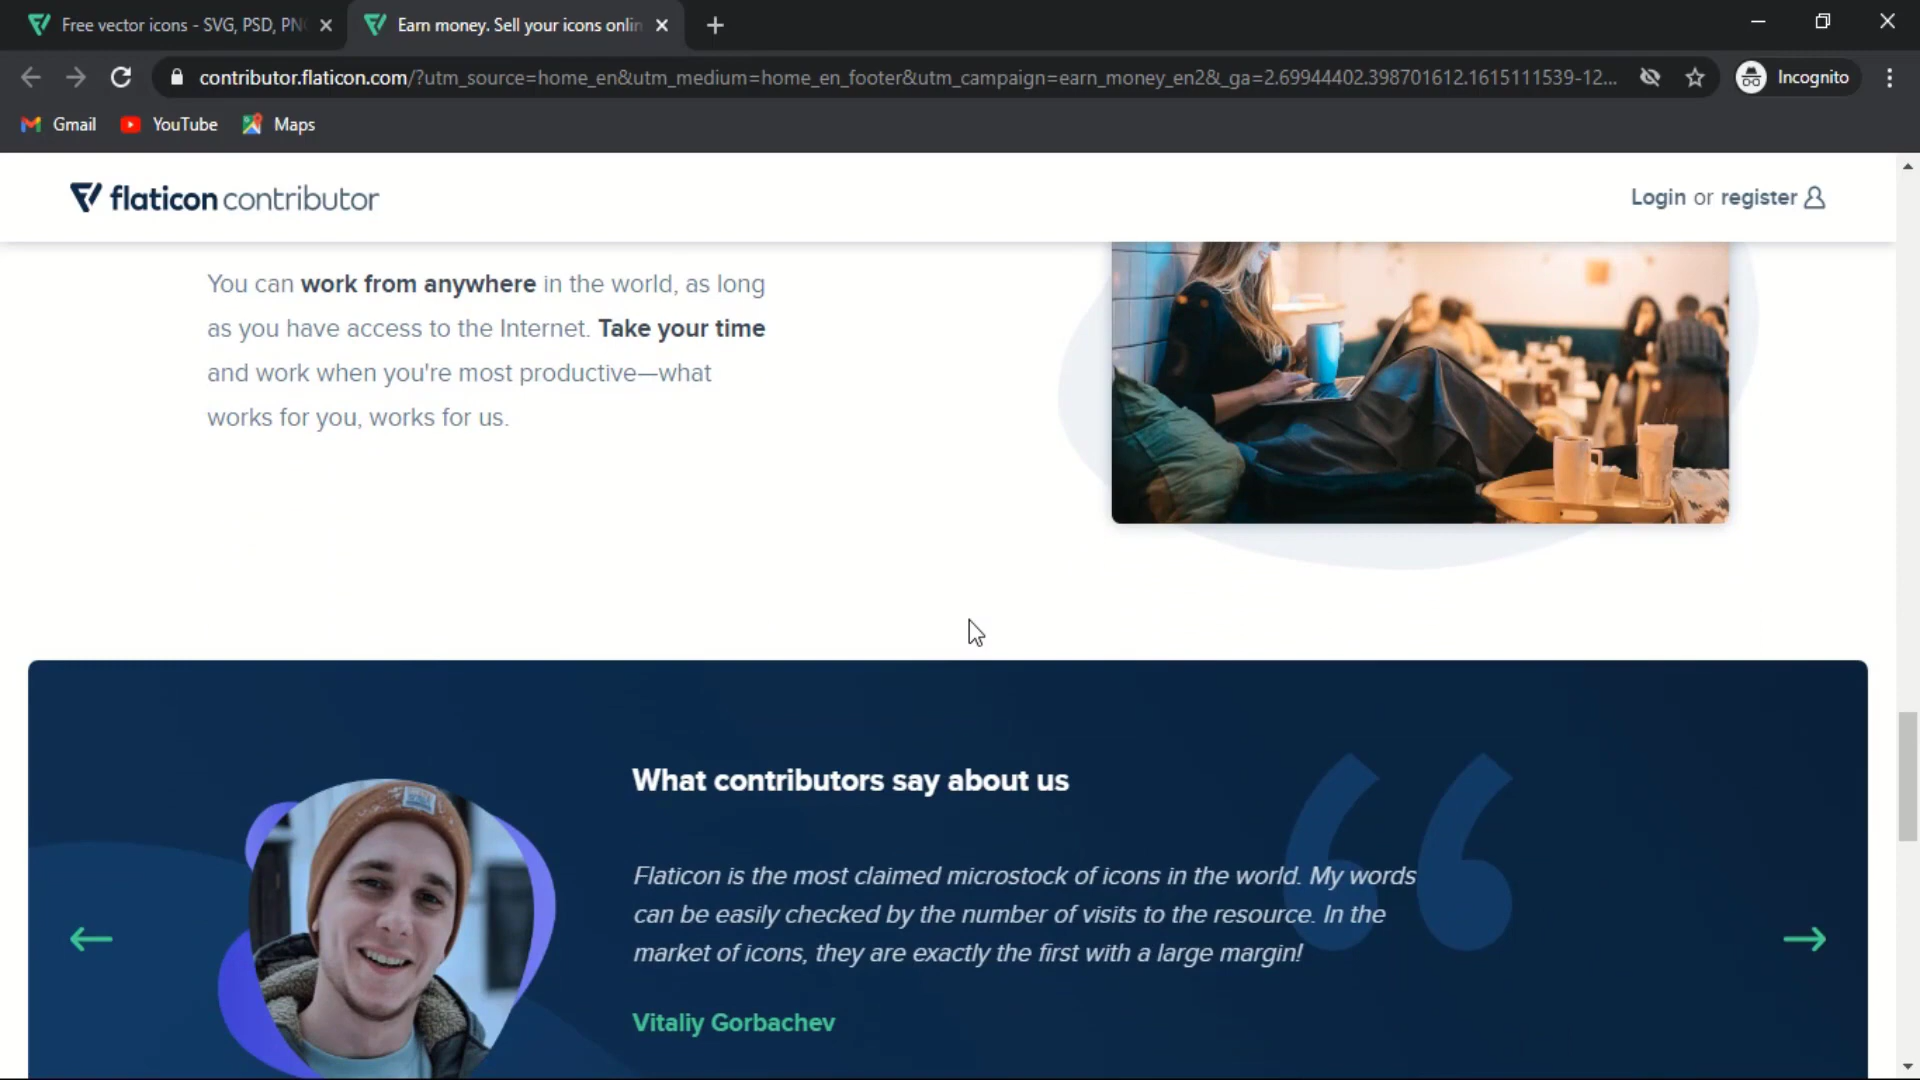 Free vector icons - SVG, PSD, PN
Earn money. Sell your icons onlin
contributor.flaticon.com/?utm_source=home_en&utm_medium=home_en_footer&utm_campaign=earn_money_en2&_ga=2.69944402.398701612.1615111539-12...
Incognito
Gmail
YouTube
Maps
flaticon contributor
Login or register
You can work from anywhere in the world, as long
as you have access to the Internet. Take your time
and work when you're most productive—what
works for you, works for us.
What contributors say about us
Flaticon is the most claimed microstock of icons in the world. My words
can be easily checked by the number of visits to the resource. In the
market of icons, they are exactly the first with a large margin!
Vitaliy Gorbachev